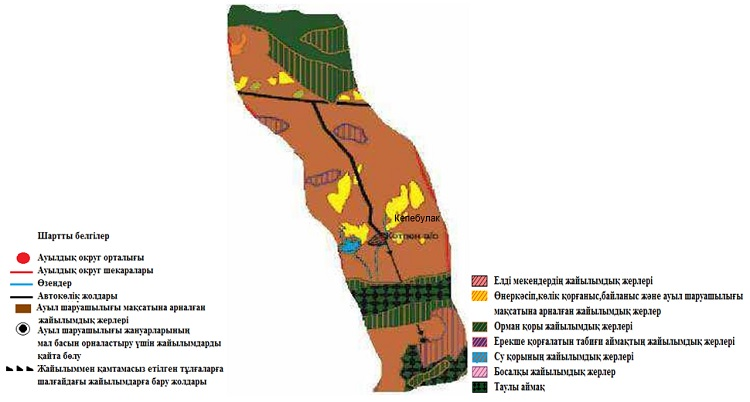 Келебулак
Шартты белгілер
Ауылдық округ орталығы
Ауылдық округ шекаралары
Өзендер
Автокөлік жолдары
Ауыл шаруашылығы мақсатына арналған
жайылымдық жерлері
Ауыл шаруашылығы жануарларының
мал басын орналастыру үшін жайылымдарды
қайта бөлу
Жайылыммен қамтамасыз етілген тұлғаларға
шалғайдағы жайылымдарға бару жолдары
Елді мекендердің жайылымдық жерлері
Өнеркәсіп,көлік қорғаныс,байланыс және ауыл шаруашылығы
мақсатына арналған жайылымдық жерлер
Орман қоры жайылымдық жерлері
Ерекше қорғалатын табиғи аймақтың жайылымдық жерлері
Су қорының жайылымдық жерлері
Босалқы жайылымдық жерлер
Таулы аймақ